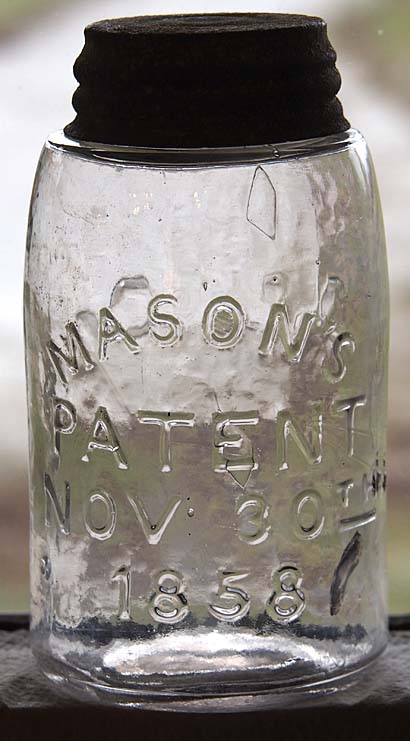 MASON'S
PATENT
NOV. 30TH
1858